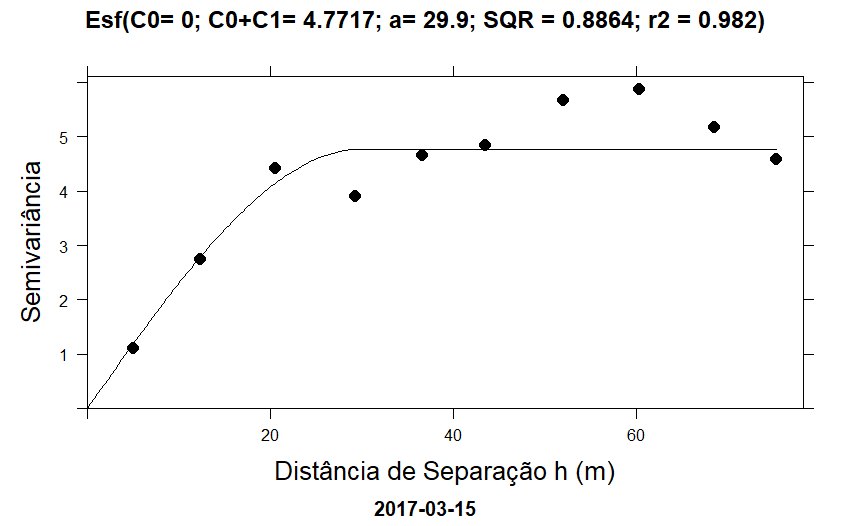 Esf(C0= 0; C0+C1= 4.7717; a= 29.9; SQR = 0.8864; r2 = 0.982)
Semivariância
5
4
3
2
1
20 40 60
Distância de Separação h (m)
2017-03-15